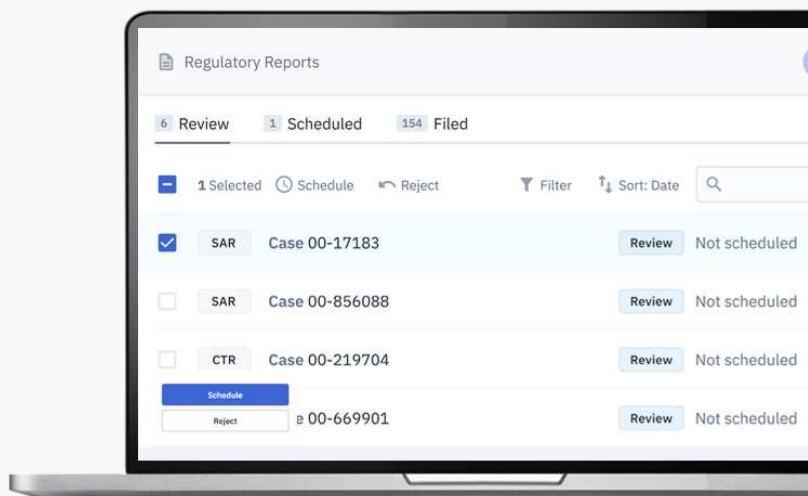 Regulatory Reports
6 Review 1 Scheduled 154 Filed
1 Selected Schedule Reject Filter Sort: Date
SAR Case 00-17183 Review Not scheduled
SAR Case 00-856088 Review Not scheduled
CTR Case 00-219704 Review Not scheduled
Schedule
Reject e 00-669901 Review Not scheduled